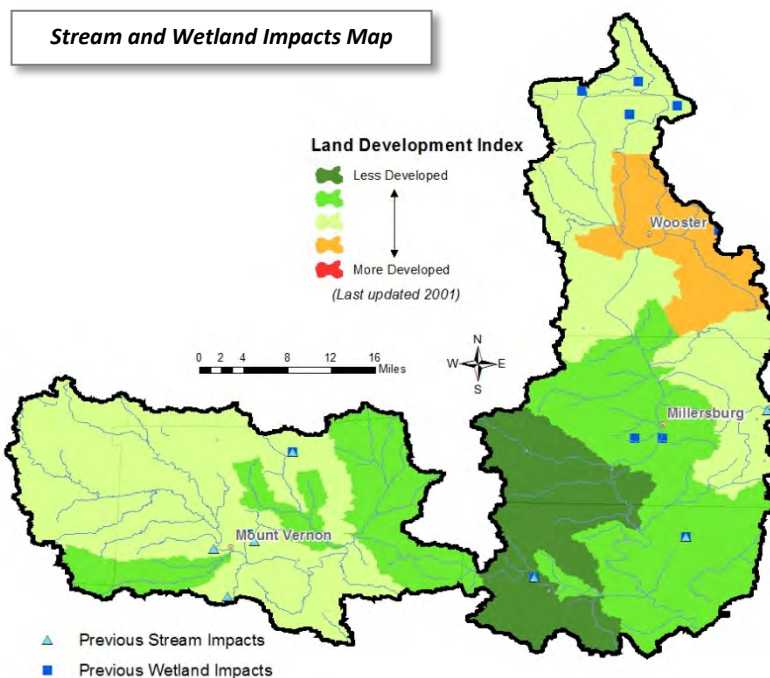 Stream and Wetland Impacts Map
Land Development Index
Less Developed
Wooster
More Developed
(Last updated 2001)
0 2 4 8 12 16
Miles
N
W E
S
Millersburg
Mount Vernon
Previous Stream Impacts
Previous Wetland Impacts